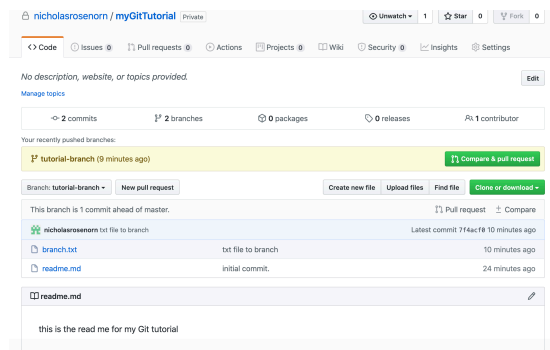 nicholasrosenorn / myGitTutorial Private Unwatch 1 Star 0 Fork 0
Code Issues 0 Pull requests 0 Actions Projects 0 Wiki Security 0 Insights Settings
No description, website, or topics provided. Edit
Manage topics
2 commits 2 branches 0 packages 0 releases 1 contributor
Your recently pushed branches:
tutorial-branch (9 minutes ago) Compare & pull request
Branch: tutorial-branch New pull request Create new file Upload files Find file Clone or download
This branch is 1 commit ahead of master. Pull request Compare
nicholasrosenorn txt file to branch Latest commit 7f4acf8 10 minutes ago
branch.txt txt file to branch 10 minutes ago
readme.md initial commit. 24 minutes ago
readme.md
this is the read me for my Git tutorial